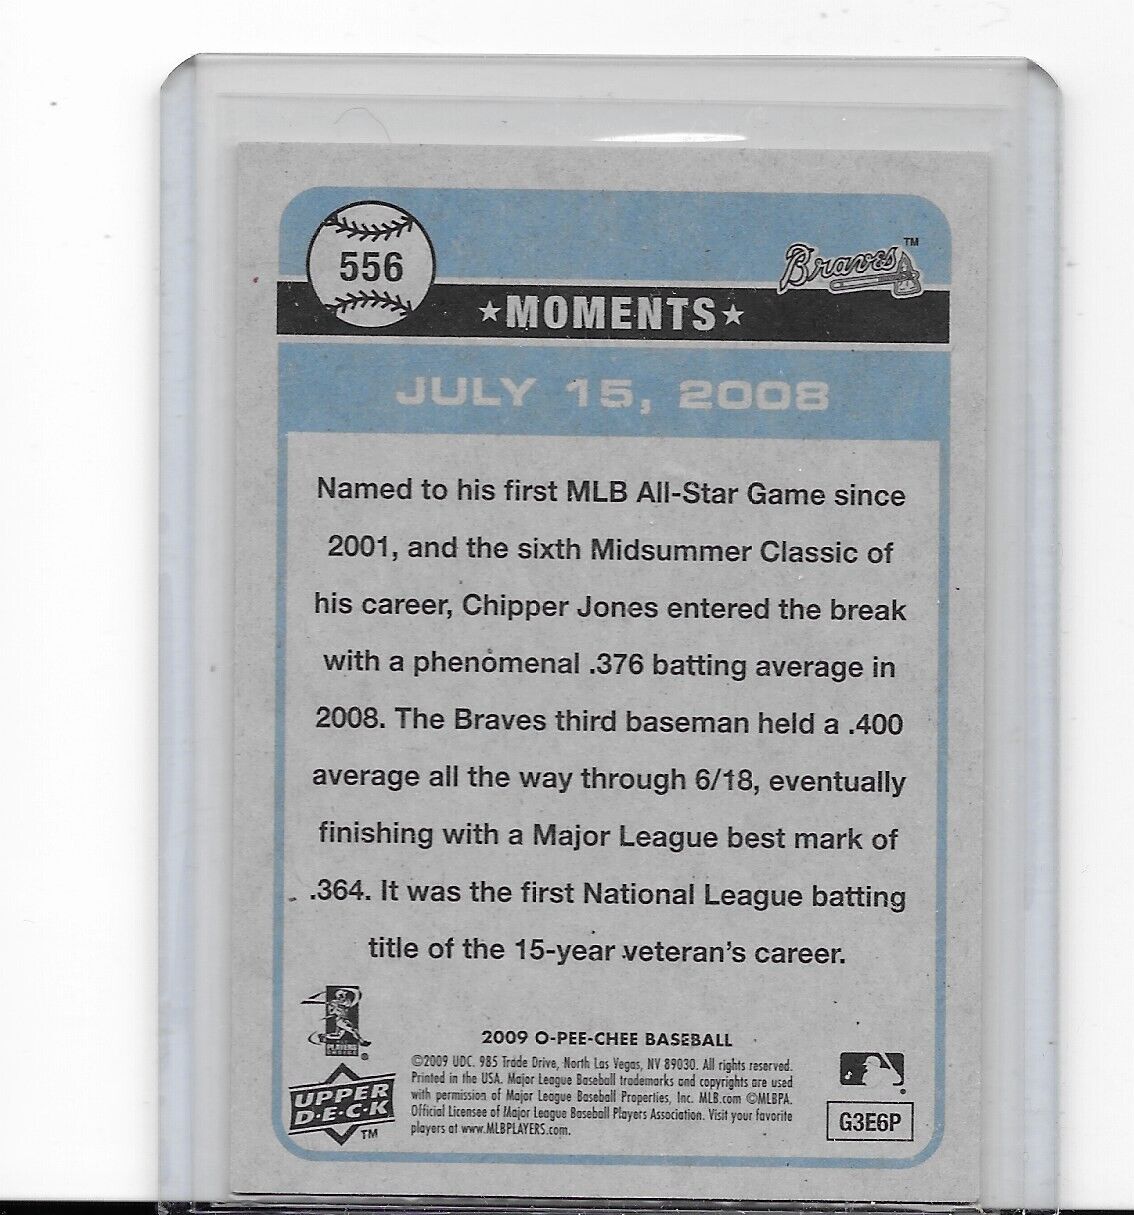 556
Braves™
★MOMENTS★
JULY 15, 2008
Named to his first MLB All-Star Game since
2001, and the sixth Midsummer Classic of
his career, Chipper Jones entered the break
with a phenomenal .376 batting average in
2008. The Braves third baseman held a .400
average all the way through 6/18, eventually
finishing with a Major League best mark of
.364. It was the first National League batting
title of the 15-year veteran's career.
PLAYERS
CHOICE ®
UPPER
D·E·C·K
™
2009 O-PEE-CHEE BASEBALL
©2009 UDC. 985 Trade Drive, North Las Vegas, NV 89030. All rights reserved.
Printed in the USA. Major League Baseball trademarks and copyrights are used
with permission of Major League Baseball Properties, Inc. MLB.com ©MLBPA.
Official Licensee of Major League Baseball Players Association. Visit your favorite
players at www.MLBPLAYERS.com.
G3E6P